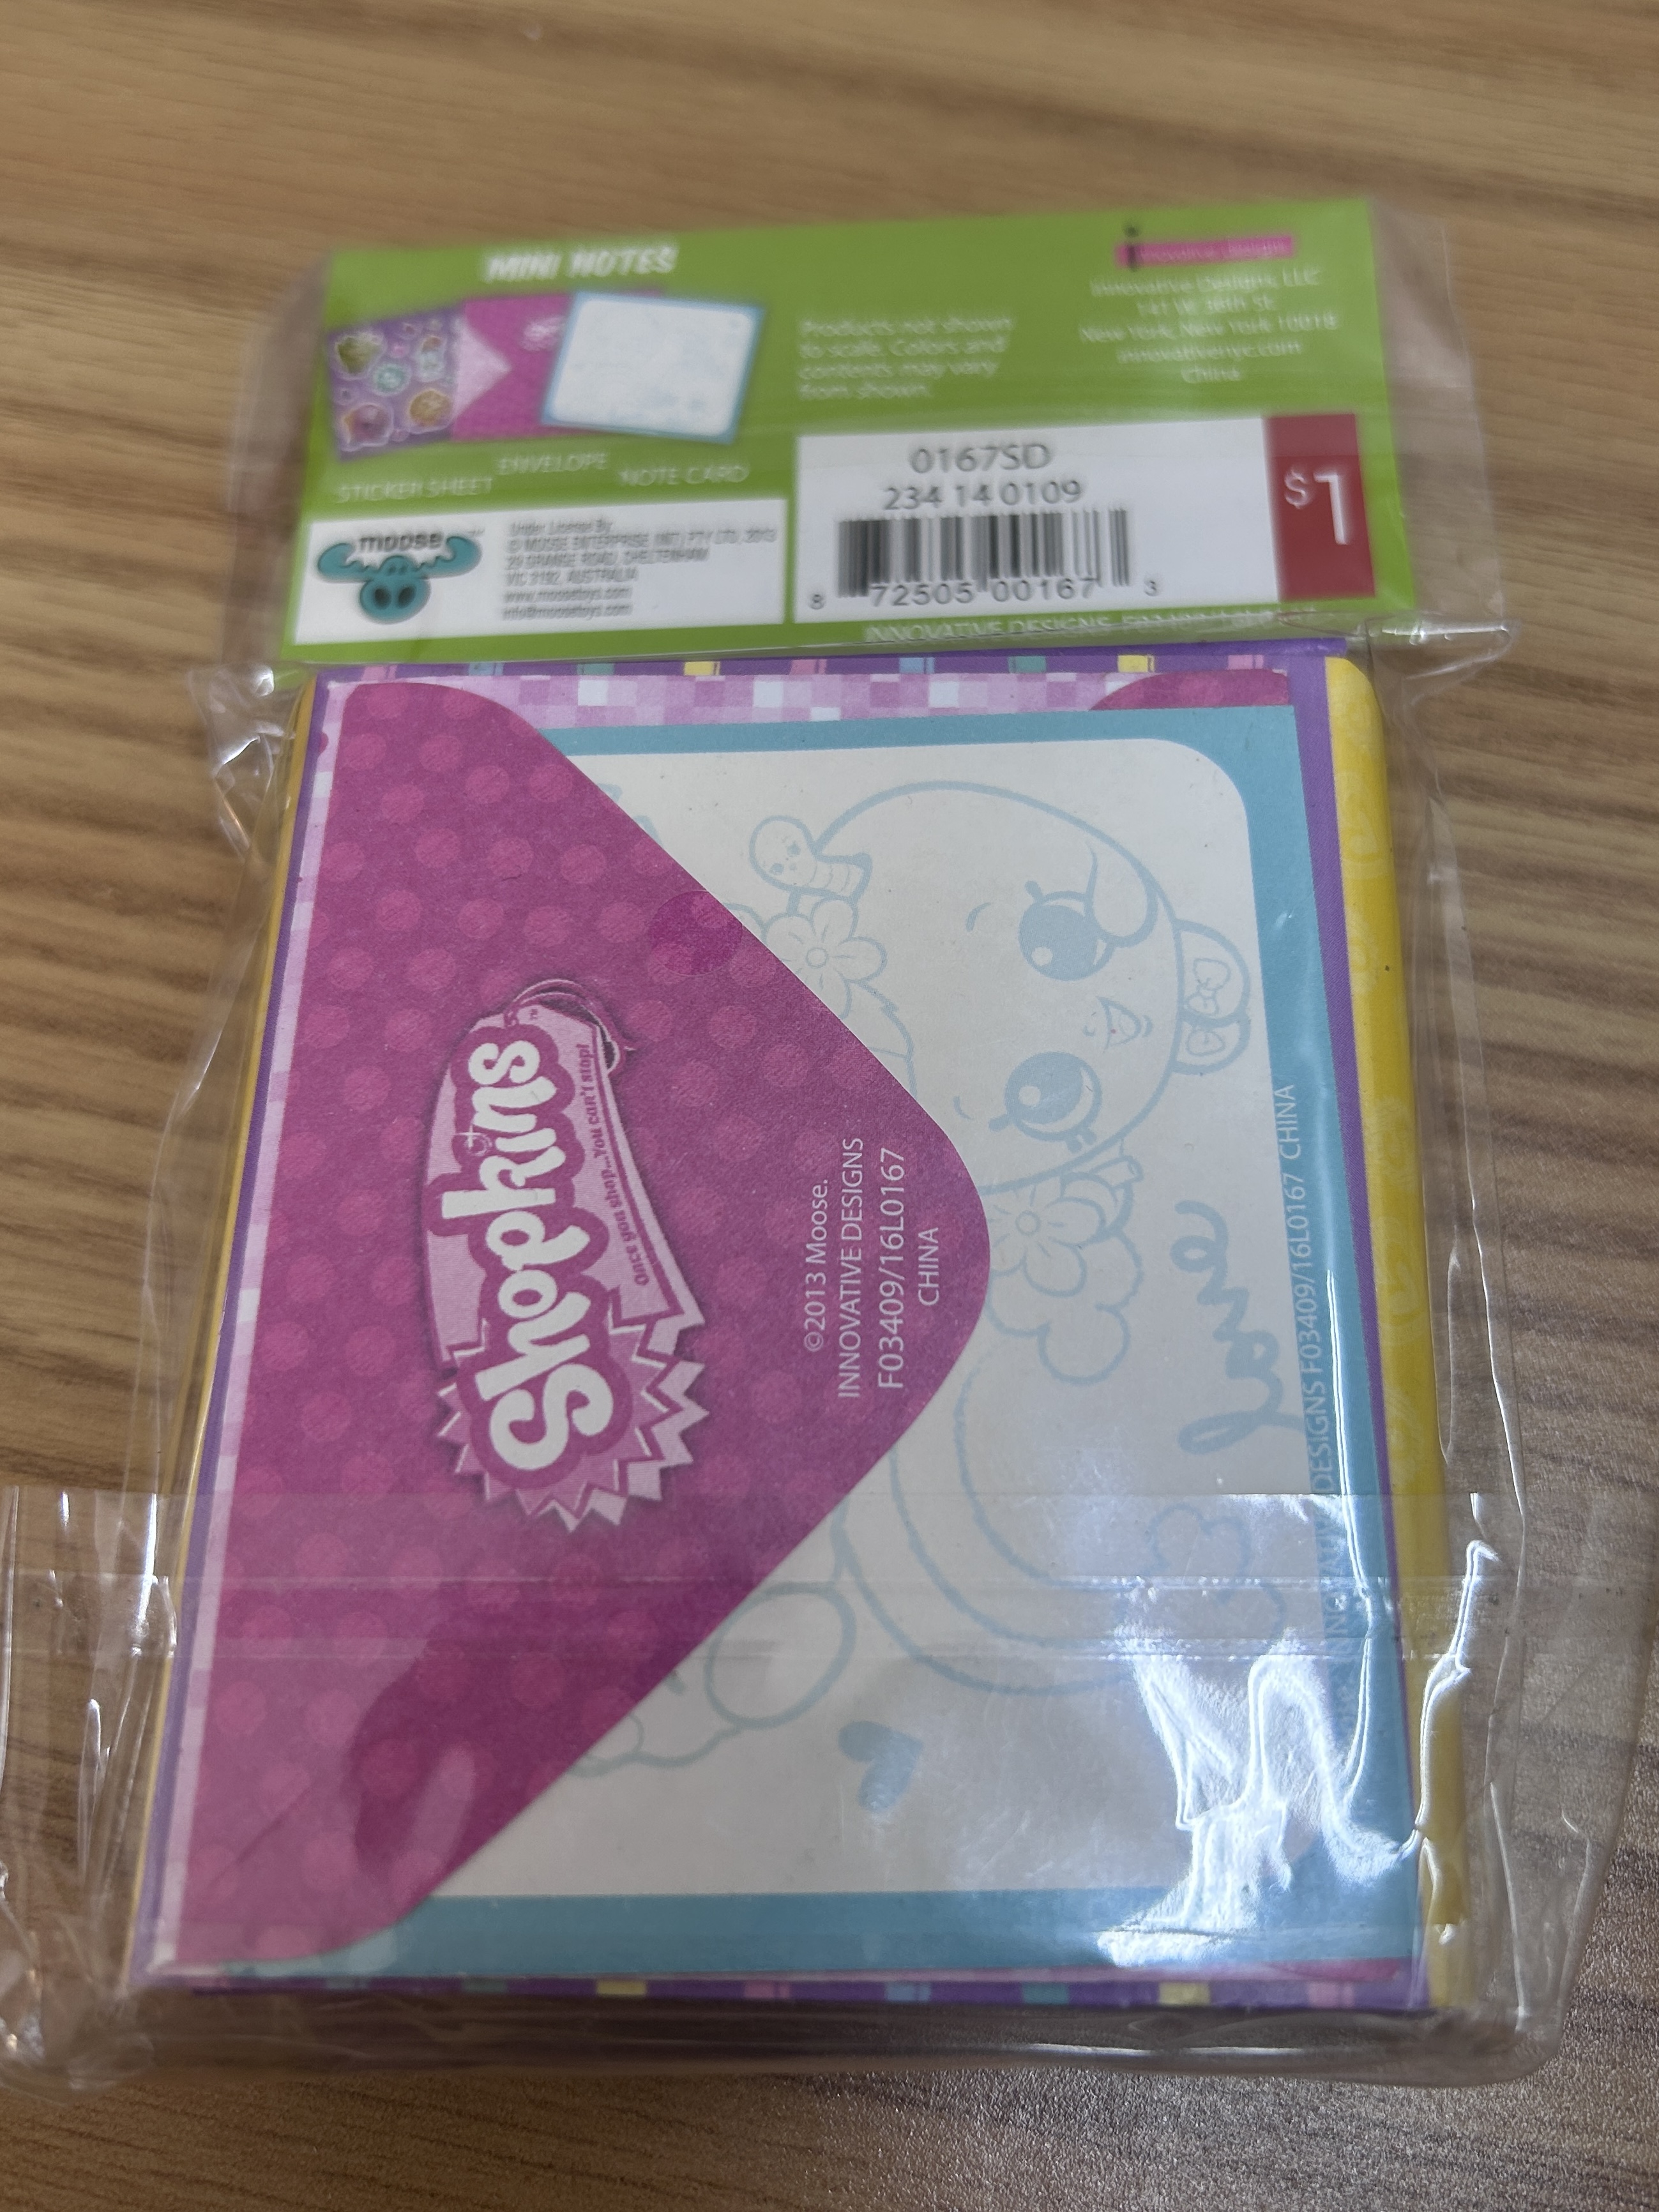 MINI NOTES
STICKER SHEET
ENVELOPE
NOTE CARD
Products not shown
to scale. Colors and
contents may vary
from shown.
innovative designs
Innovative Designs, LLC
141 W. 36th St.
New York, New York 10018
innovativenyc.com
China
moose
Under License By
© MOOSE ENTERPRISE (INT) PTY LTD, 2013
29 GRANGE ROAD, CHELTENHAM
VIC 3192, AUSTRALIA
www.moosetoys.com
info@moosetoys.com
0167SD
234 14 0109
8 72505 00167 3
$1
INNOVATIVE DESIGNS
Shopkins™
Once you shop...You can't stop!
©2013 Moose.
INNOVATIVE DESIGNS
F03409/16L0167
CHINA
love
DESIGNS F03409/16L0167 CHINA